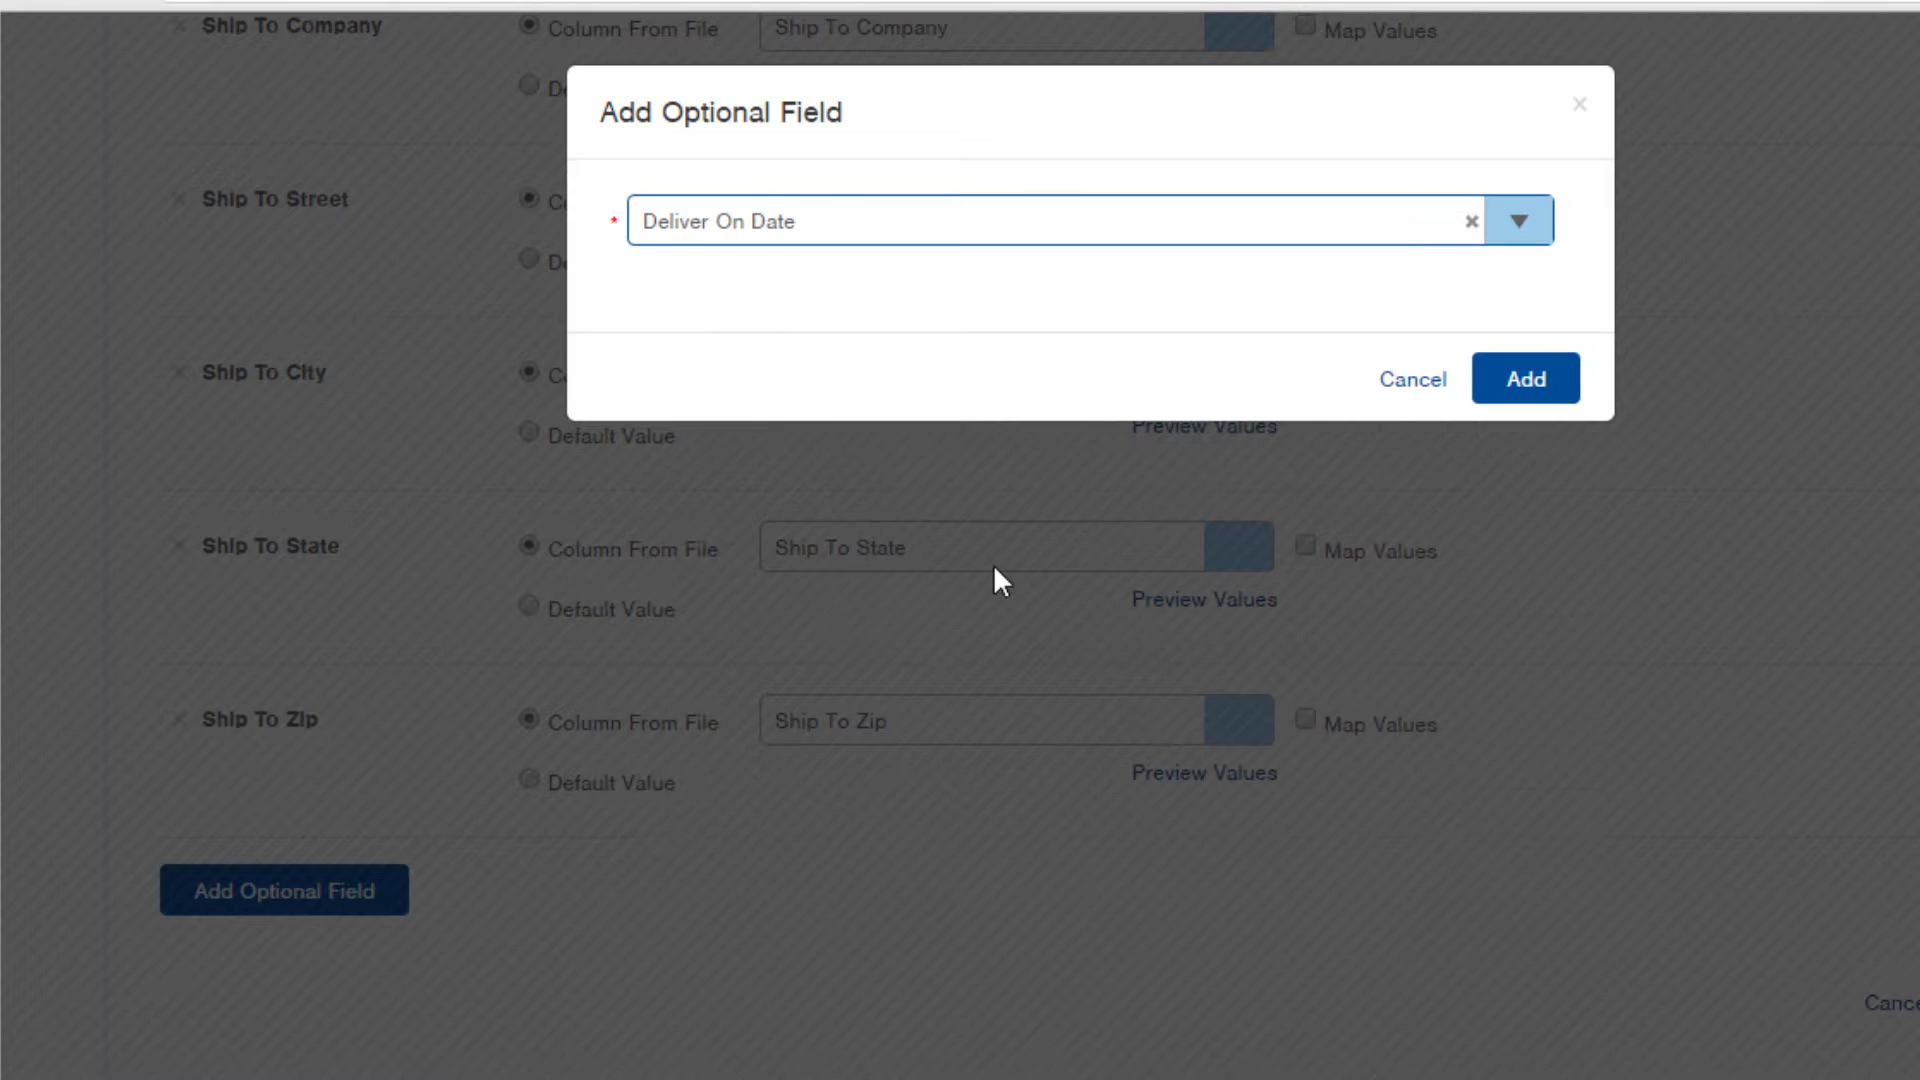 Ship To Company
Column From File
Ship To Company
Map Values
Add Optional Field
×
* Deliver On Date
Ship To Street
Ship To City
Cancel
Add
Default Value
Preview Values
Ship To State
Column From File
Ship To State
Map Values
Default Value
Preview Values
Ship To Zip
Column From File
Ship To Zip
Map Values
Default Value
Preview Values
Add Optional Field